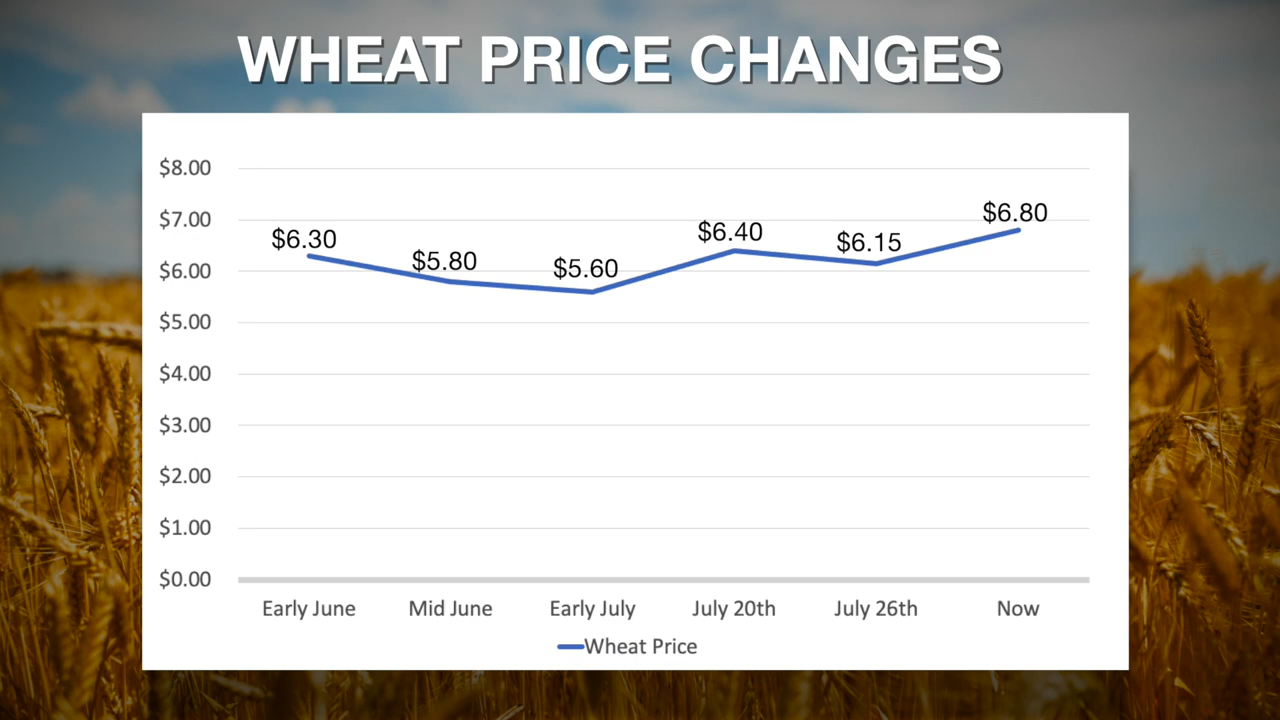 WHEAT PRICE CHANGES
$8.00
$7.00
$6.00
$5.00
$4.00
$3.00
$2.00
$1.00
$0.00
$6.30
$5.80
$5.60
$6.40
$6.15
$6.80
Early June
Mid June
Early July
July 20th
July 26th
Now
Wheat Price